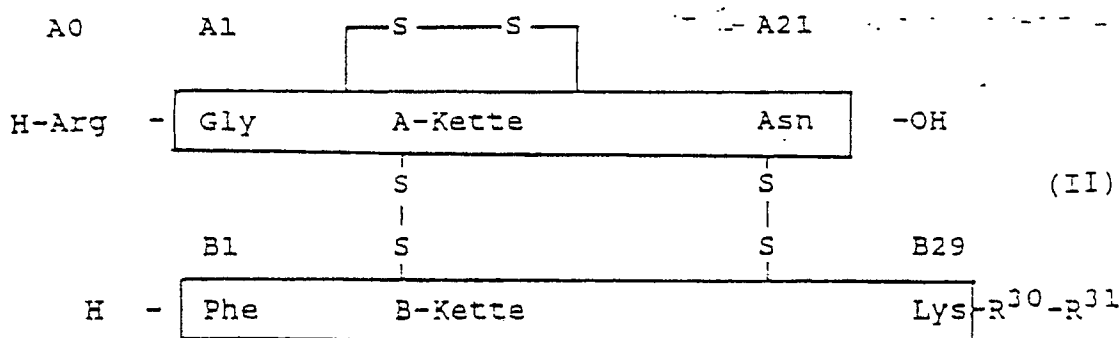 A0 A1 S S A21
H-Arg - Gly A-Kette Asn -OH
S S (II)
B1 S S B29
H - Phe B-Kette Lys-R³⁰-R³¹